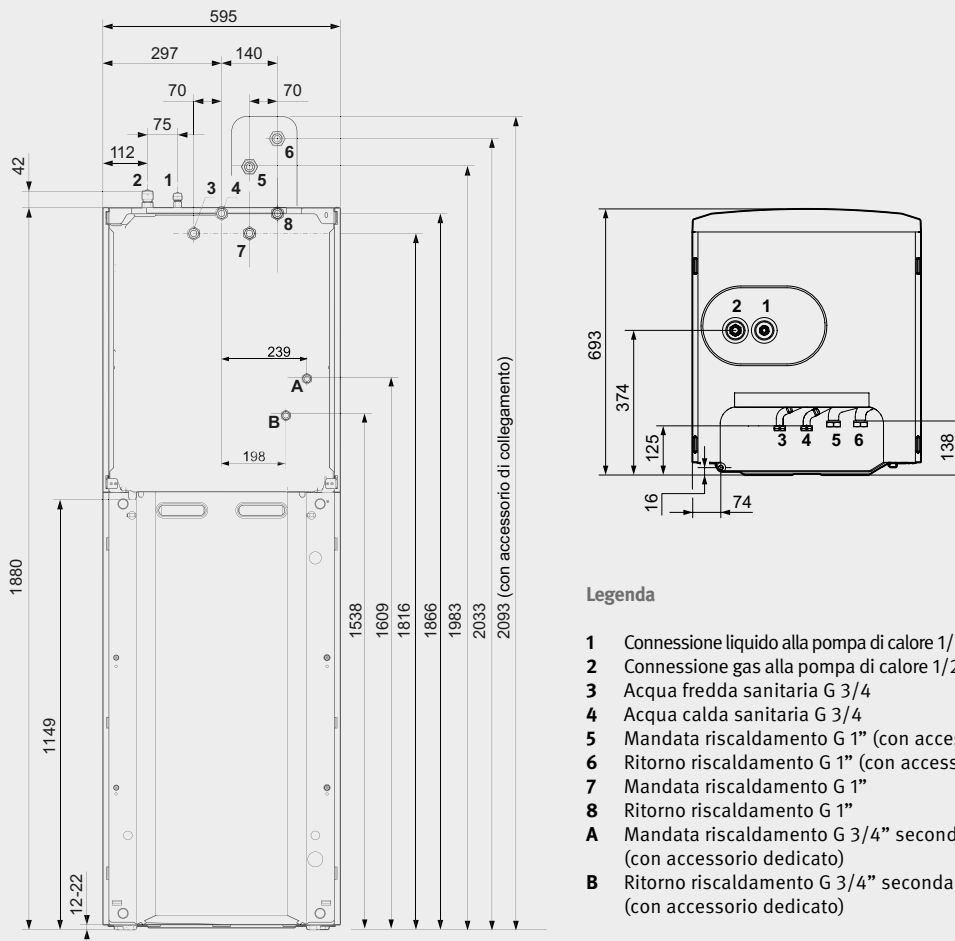 595
297 140
70 70
75
112
42
2 1 3 4 5 6
8
7
239
A
B
198
1880
1149
12-22
1538
1609
1816
1866
1983
2033
2093 (con accessorio di collegamento)
2 1
693
374
125
3 4 5 6
138
16
74
Legenda
1 Connessione liquido alla pompa di calore 1/
2 Connessione gas alla pompa di calore 1/2
3 Acqua fredda sanitaria G 3/4
4 Acqua calda sanitaria G 3/4
5 Mandata riscaldamento G 1” (con
6 Ritorno riscaldamento G 1” (con
7 Mandata riscaldamento G 1”
8 Ritorno riscaldamento G 1”
A Mandata riscaldamento G 3/4”
(con accessorio dedicato)
B Ritorno riscaldamento G 3/4” seconda
(con accessorio dedicato)